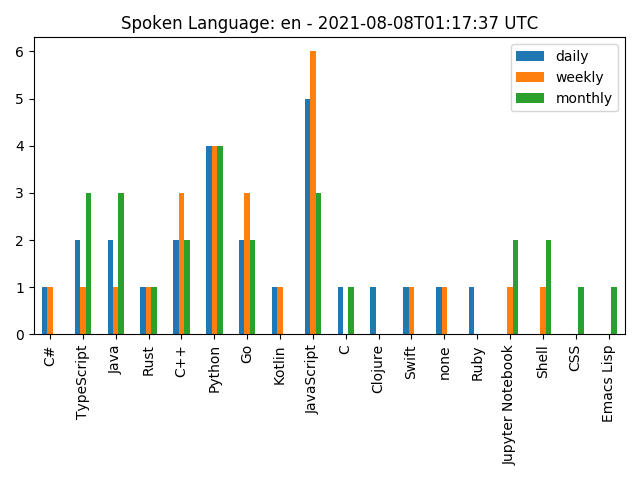 Spoken Language: en - 2021-08-08T01:17:37 UTC
daily
weekly
monthly
6
5
4
3
2
1
0
C#
TypeScript
Java
Rust
C++
Python
Go
Kotlin
JavaScript
C
Clojure
Swift
none
Ruby
Jupyter Notebook
Shell
CSS
Emacs Lisp